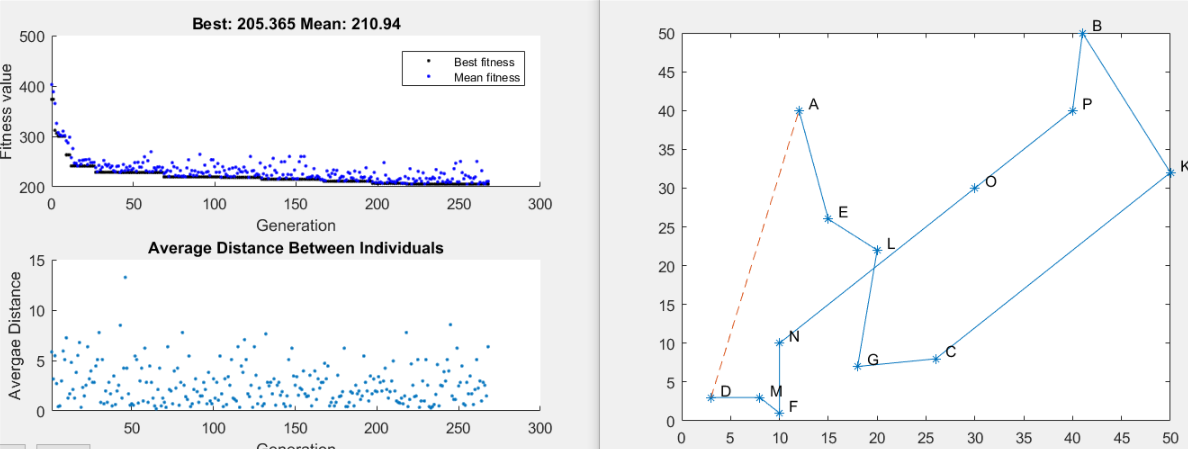 Best: 205.365 Mean: 210.94
500
400
300
200
Fitness value
Best fitness
Mean fitness
0 50 100 150 200 250 300
Generation
Average Distance Between Individuals
15
10
5
0
Avergae Distance
50 100 150 200 250 300
50
45
40
35
30
25
20
15
10
5
0
0 5 10 15 20 25 30 35 40 45 50
B
A
P
K
O
E
L
N
G
C
D
M
F